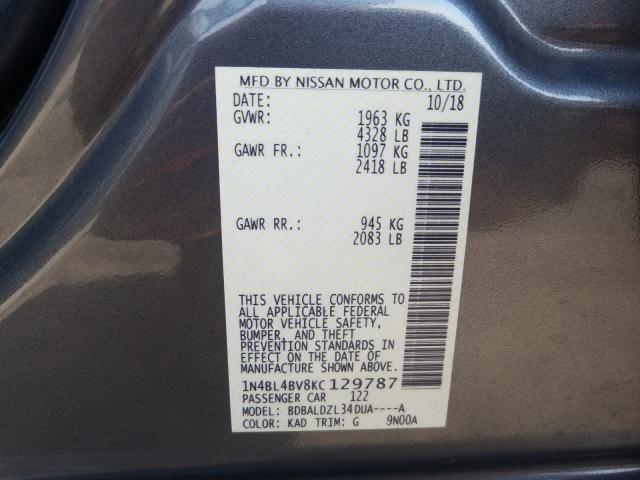 MFD BY NISSAN MOTOR CO., LTD.
DATE: 10/18
GVWR: 1963 KG
4328 LB
GAWR FR.: 1097 KG
2418 LB
GAWR RR.: 945 KG
2083 LB
THIS VEHICLE CONFORMS TO
ALL APPLICABLE FEDERAL
MOTOR VEHICLE SAFETY,
BUMPER, AND THEFT
PREVENTION STANDARDS IN
EFFECT ON THE DATE OF
MANUFACTURE SHOWN ABOVE.
1N4BL4BV8KC129787
PASSENGER CAR 122
MODEL: BDBALDZL34DUA----A
COLOR: KAD TRIM: G 9N00A